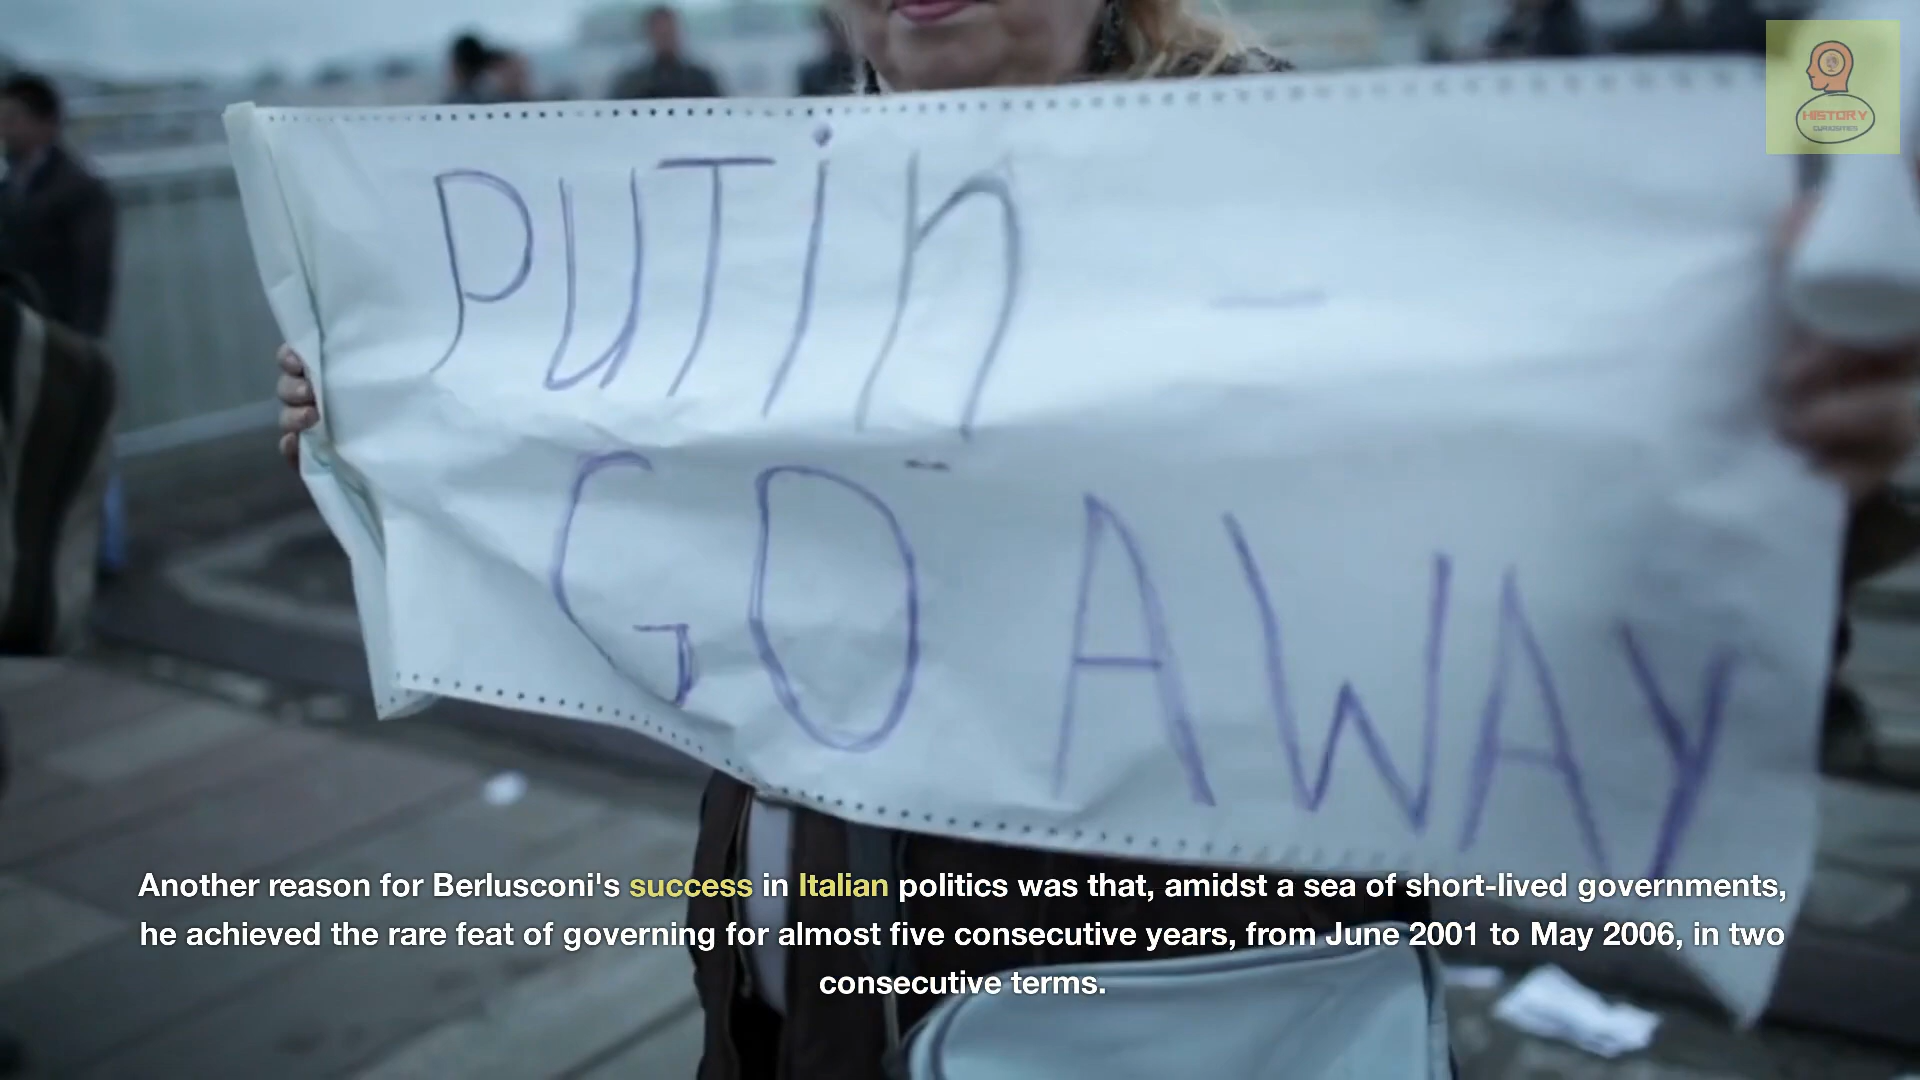 HISTORY
CURIOSITIES
PUTiN -
GO AWAY
Another reason for Berlusconi's success in Italian politics was that, amidst a sea of short-lived governments,
he achieved the rare feat of governing for almost five consecutive years, from June 2001 to May 2006, in two
consecutive terms.